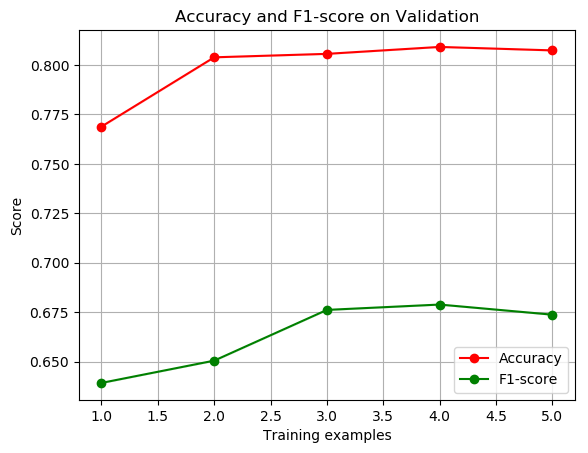 Accuracy and F1-score on Validation
0.800
0.775
0.750
0.725
0.700
0.675
0.650
Score
1.0 1.5 2.0 2.5 3.0 3.5 4.0 4.5 5.0
Training examples
Accuracy
F1-score